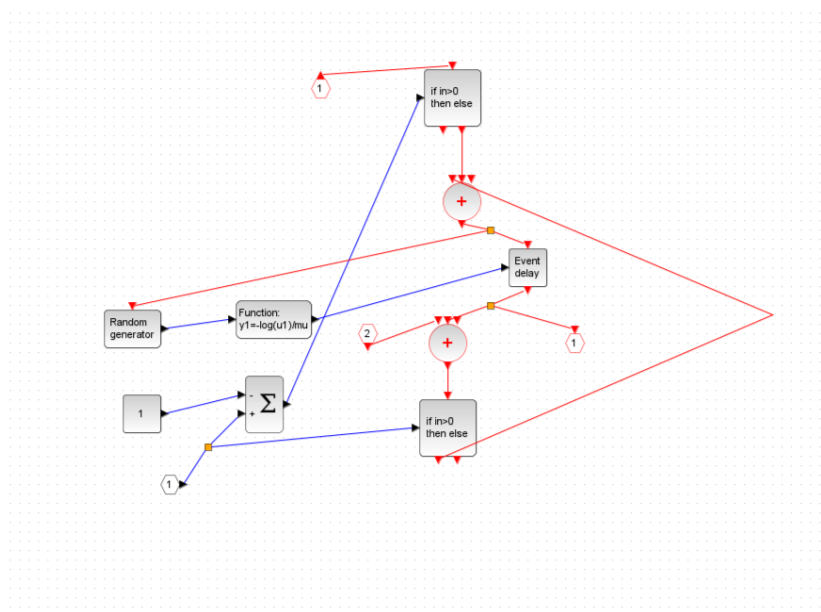 1
if in>0
then else
+
Event
delay
Random
generator
Function:
y1=-log(u1)/mu
2
+
1
1
-
+
Σ
if in>0
then else
1